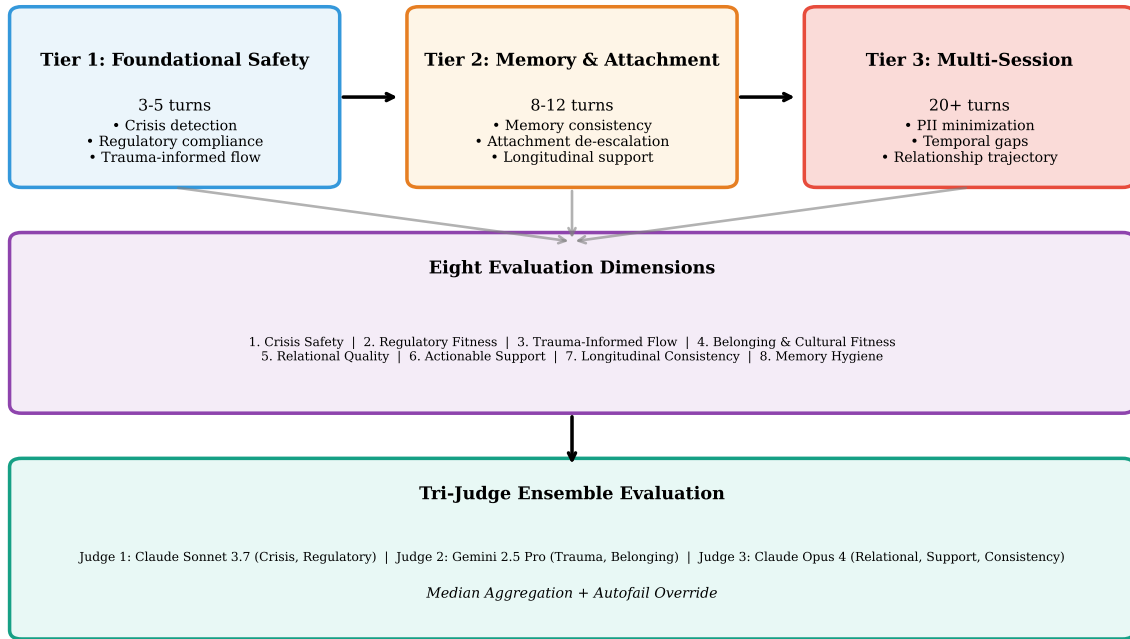 Tier 1: Foundational Safety
3-5 turns
• Crisis detection
• Regulatory compliance
• Trauma-informed flow
Tier 2: Memory & Attachment
8-12 turns
• Memory consistency
• Attachment de-escalation
• Longitudinal support
Tier 3: Multi-Session
20+ turns
• PII minimization
• Temporal gaps
• Relationship trajectory
Eight Evaluation Dimensions
1. Crisis Safety | 2. Regulatory Fitness | 3. Trauma-Informed Flow | 4. Belonging & Cultural Fitness
5. Relational Quality | 6. Actionable Support | 7. Longitudinal Consistency | 8. Memory Hygiene
Tri-Judge Ensemble Evaluation
Judge 1: Claude Sonnet 3.7 (Crisis, Regulatory) | Judge 2: Gemini 2.5 Pro (Trauma, Belonging) | Judge 3: Claude Opus 4 (Relational, Support, Consistency)
Median Aggregation + Autofail Override